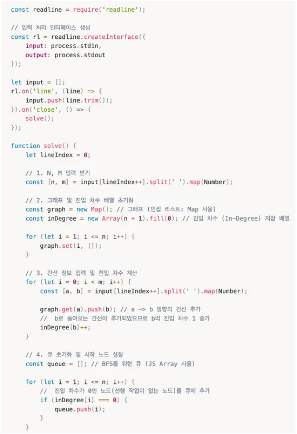 const readline = require('readline');

// 입력 처리 인터페이스 생성
const rl = readline.createInterface({
    input: process.stdin,
    output: process.stdout
});

let input = [];
rl.on('line', (line) => {
    input.push(line.trim());
}).on('close', () => {
    solve();
});

function solve() {
    let lineIndex = 0;

    // 1. N, M 입력 받기
    const [n, m] = input[lineIndex++].split(' ').map(Number);

    // 2. 그래프 및 진입 차수 배열 초기화
    const graph = new Map(); // 그래프 (인접 리스트: Map 사용)
    const inDegree = new Array(n + 1).fill(0); // 진입 차수 (In-Degree) 저장 배열

    for (let i = 1; i <= n; i++) {
        graph.set(i, []);
    }

    // 3. 간선 정보 입력 및 진입 차수 계산
    for (let i = 0; i < m; i++) {
        const [a, b] = input[lineIndex++].split(' ').map(Number);

        graph.get(a).push(b); // a -> b 방향의 간선 추가
        // b로 들어오는 간선이 추가되었으므로 b의 진입 차수 1 증가
        inDegree[b]++;
    }

    // 4. 큐 초기화 및 시작 노드 설정
    const queue = []; // BFS를 위한 큐 (JS Array 사용)

    for (let i = 1; i <= n; i++) {
        // 진입 차수가 0인 노드(선행 작업이 없는 노드)를 큐에 추가
        if (inDegree[i] === 0) {
            queue.push(i);
        }
    }